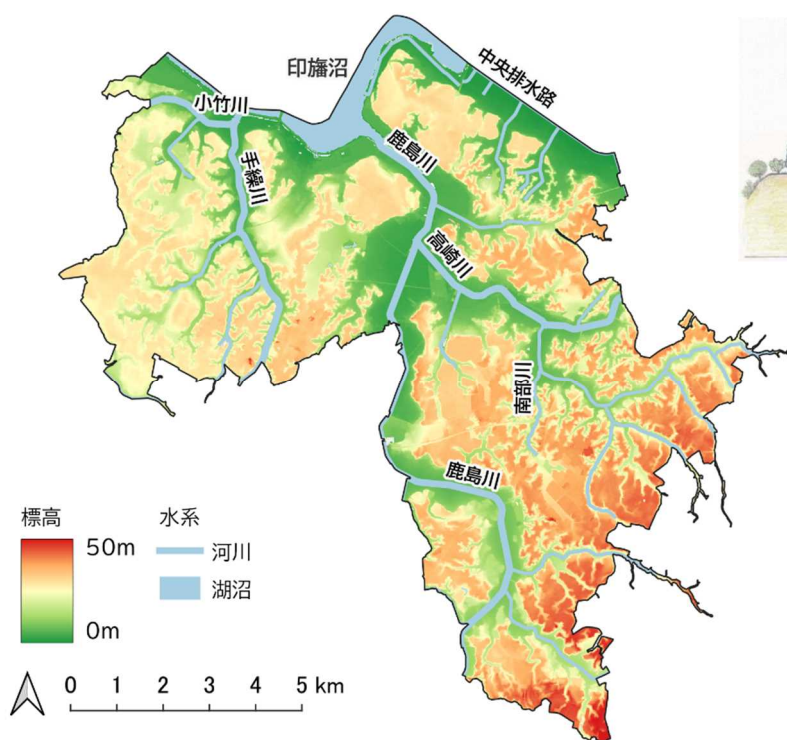 印旛沼
中央排水路
小竹川
鹿島川
手繰川
高崎川
南部川
鹿島川
標高
50m
0m
水系
河川
湖沼
0 1 2 3 4 5 km